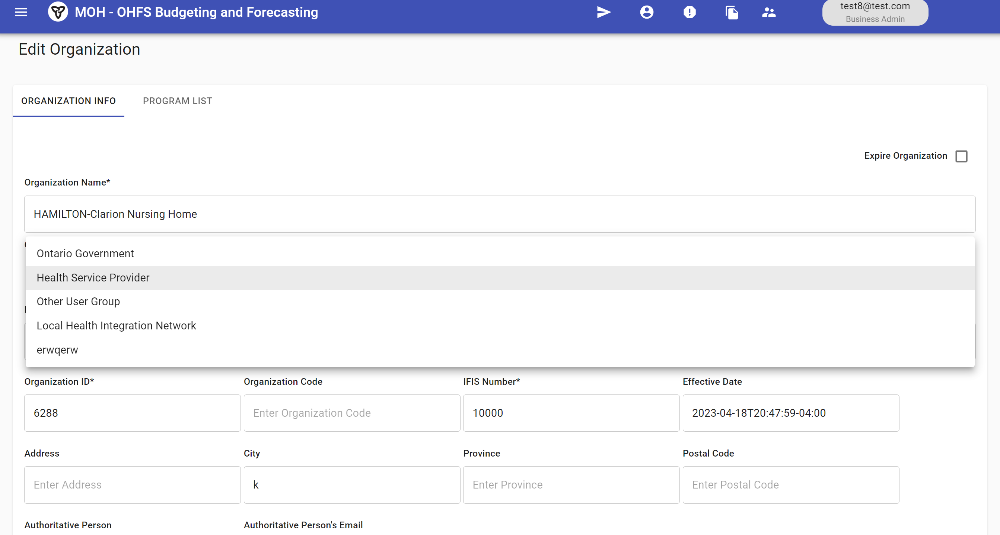 MOH - OHFS Budgeting and Forecasting
test8@test.com
Business Admin
Edit Organization
ORGANIZATION INFO PROGRAM LIST
Expire Organization
Organization Name*
HAMILTON-Clarion Nursing Home
Ontario Government
Health Service Provider
Other User Group
Local Health Integration Network
erwqerw
Organization ID* Organization Code IFIS Number* Effective Date
6288 Enter Organization Code 10000 2023-04-18T20:47:59-04:00
Address City Province Postal Code
Enter Address k Enter Province Enter Postal Code
Authoritative Person Authoritative Person's Email